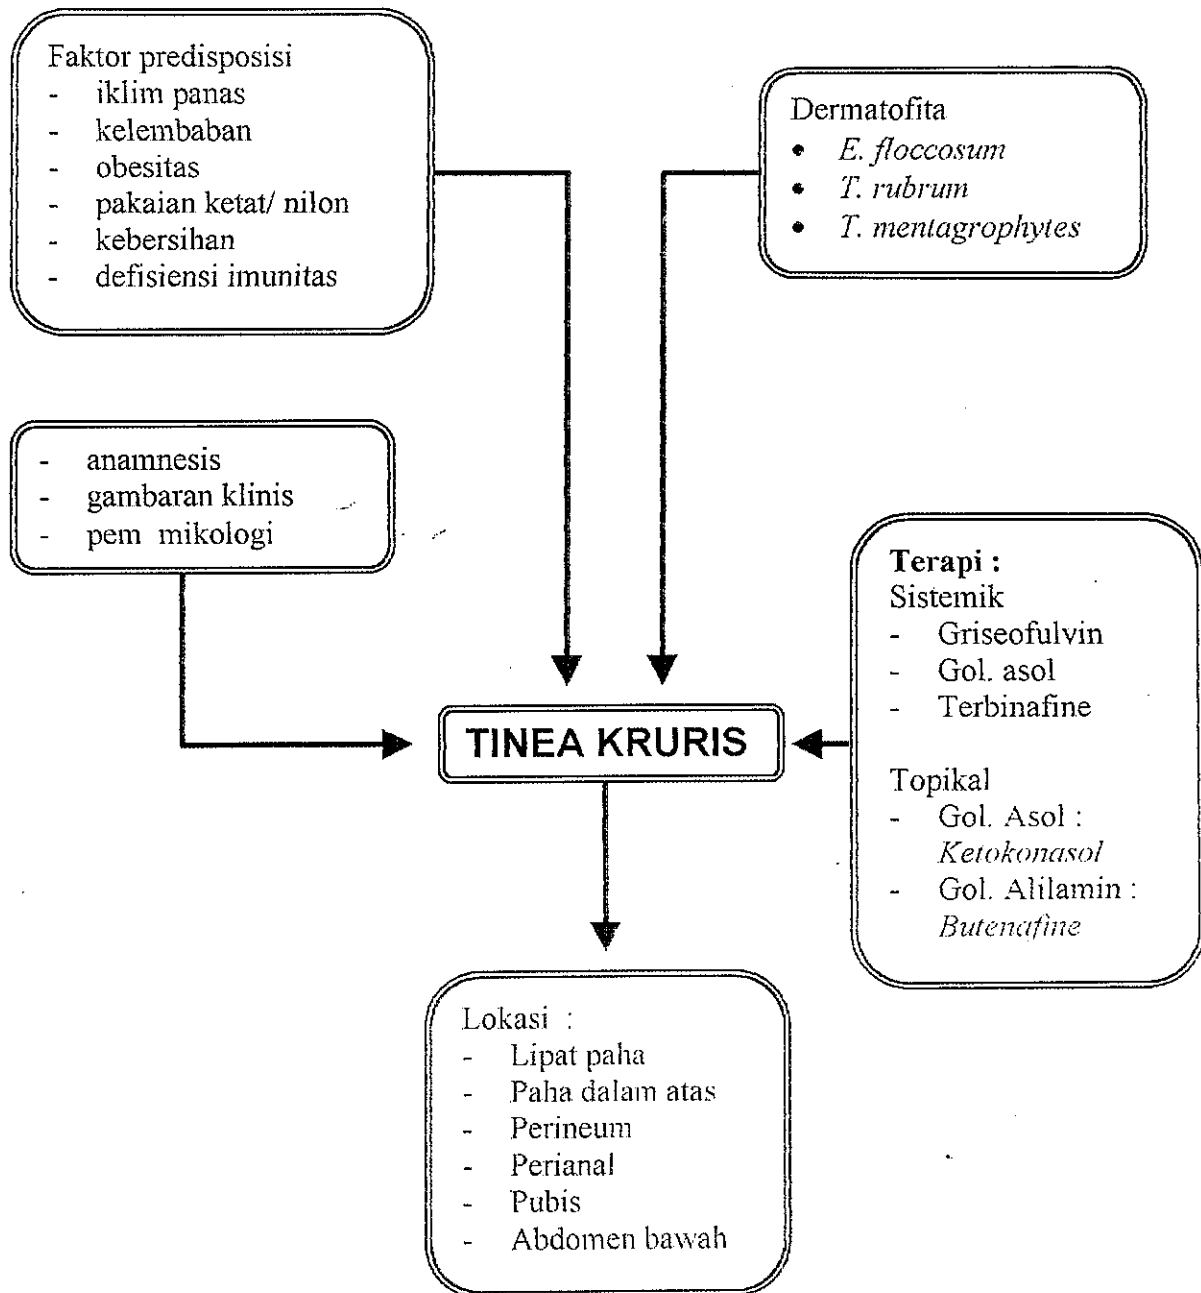 Faktor predisposisi
- iklim panas
- kelembaban
- obesitas
- pakaian ketat/ nilon
- kebersihan
- defisiensi imunitas
Dermatofita
• E. floccosum
• T. rubrum
• T. mentagrophytes
- anamnesis
- gambaran klinis
- pem mikologi
Terapi :
Sistemik
- Griseofulvin
- Gol. asol
- Terbinafine
Topikal
- Gol. Asol :
Ketokonasol
- Gol. Alilamin :
Butenafine
TINEA KRURIS
Lokasi :
- Lipat paha
- Paha dalam atas
- Perineum
- Perianal
- Pubis
- Abdomen bawah